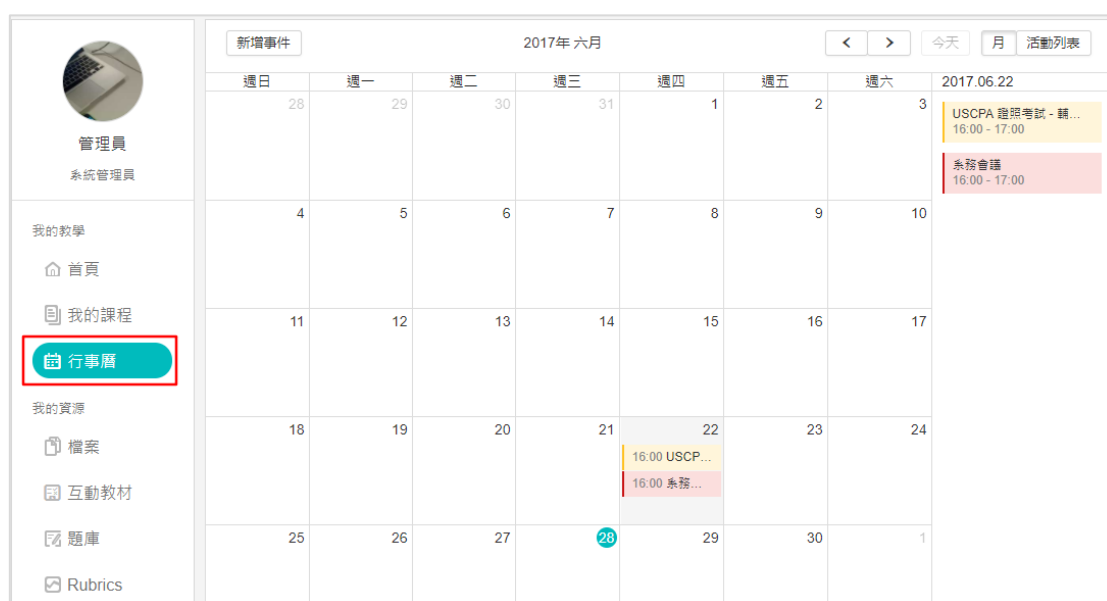 管理員
系統管理員
我的教學
首頁
我的課程
行事曆
我的資源
檔案
互動教材
題庫
Rubrics
新增事件
2017年 六月
< >
今天 月 活動列表
週日 週一 週二 週三 週四 週五 週六
28 29 30 31 1 2 3
4 5 6 7 8 9 10
11 12 13 14 15 16 17
18 19 20 21 22 23 24
16:00 USCP...
16:00 系務...
25 26 27 28 29 30 1
2017.06.22
USCPA 證照考試 - 輔...
16:00 - 17:00
系務會議
16:00 - 17:00